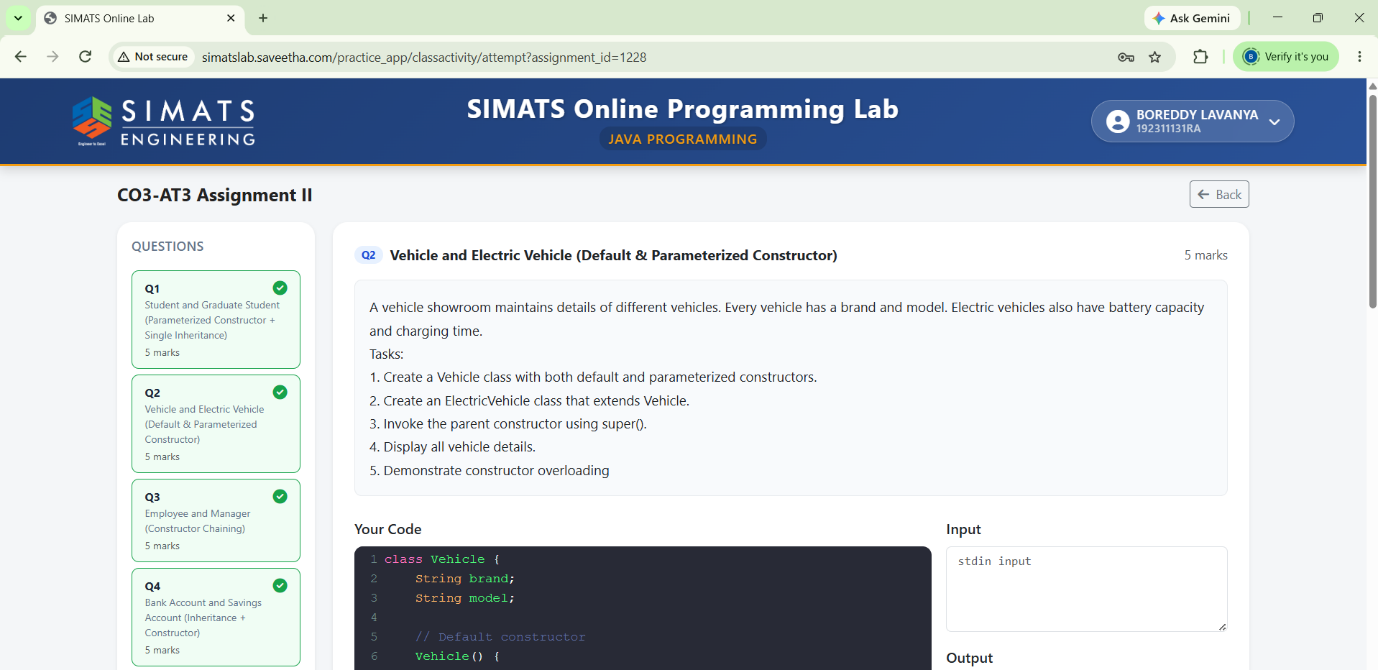 SIMATS Online Lab
Ask Gemini
Not secure
simatslab.saveetha.com/practice_app/classactivity/attempt?assignment_id=1228
B
Verify it's you
SIMATS
ENGINEERING
Engineer to Excel
SIMATS Online Programming Lab
JAVA PROGRAMMING
BOREDDY LAVANYA
192311131RA
CO3-AT3 Assignment II
Back
QUESTIONS
Q1
Student and Graduate Student
(Parameterized Constructor +
Single Inheritance)
5 marks
Q2
Vehicle and Electric Vehicle
(Default & Parameterized
Constructor)
5 marks
Q3
Employee and Manager
(Constructor Chaining)
5 marks
Q4
Bank Account and Savings
Account (Inheritance +
Constructor)
5 marks
Q2 Vehicle and Electric Vehicle (Default & Parameterized Constructor)
5 marks
A vehicle showroom maintains details of different vehicles. Every vehicle has a brand and model. Electric vehicles also have battery capacity
and charging time.
Tasks:
1. Create a Vehicle class with both default and parameterized constructors.
2. Create an ElectricVehicle class that extends Vehicle.
3. Invoke the parent constructor using super().
4. Display all vehicle details.
5. Demonstrate constructor overloading
Your Code
1 class Vehicle {
2 String brand;
3 String model;
4
5 // Default constructor
6 Vehicle() {
Input
stdin input
Output